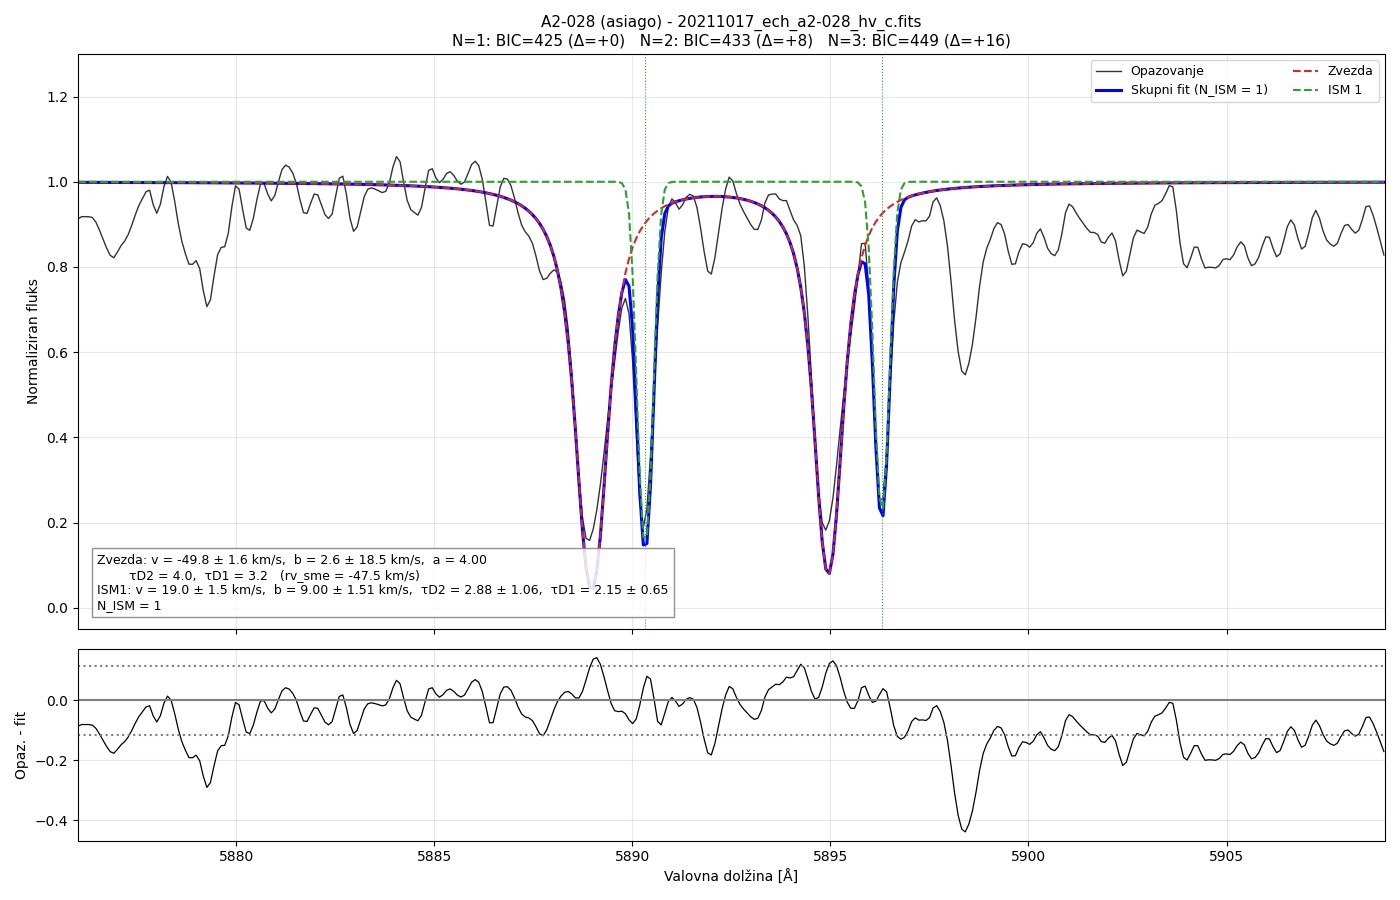 A2-028 (asiago) - 20211017_ech_a2-028_hv_c.fits
N=1: BIC=425 (Δ=+0)   N=2: BIC=433 (Δ=+8)   N=3: BIC=449 (Δ=+16)
Opazovanje
Skupni fit (N_ISM = 1)
Zvezda
ISM 1
Normaliziran fluks
1.2
1.0
0.8
0.6
0.4
0.2
0.0
Zvezda: v = -49.8 ± 1.6 km/s,  b = 2.6 ± 18.5 km/s,  a = 4.00
τD2 = 4.0,  τD1 = 3.2   (rv_sme = -47.5 km/s)
ISM1: v = 19.0 ± 1.5 km/s,  b = 9.00 ± 1.51 km/s,  τD2 = 2.88 ± 1.06,  τD1 = 2.15 ± 0.65
N_ISM = 1
Opaz. - fit
0.0
−0.2
−0.4
5880
5885
5890
5895
5900
5905
Valovna dolžina [Å]